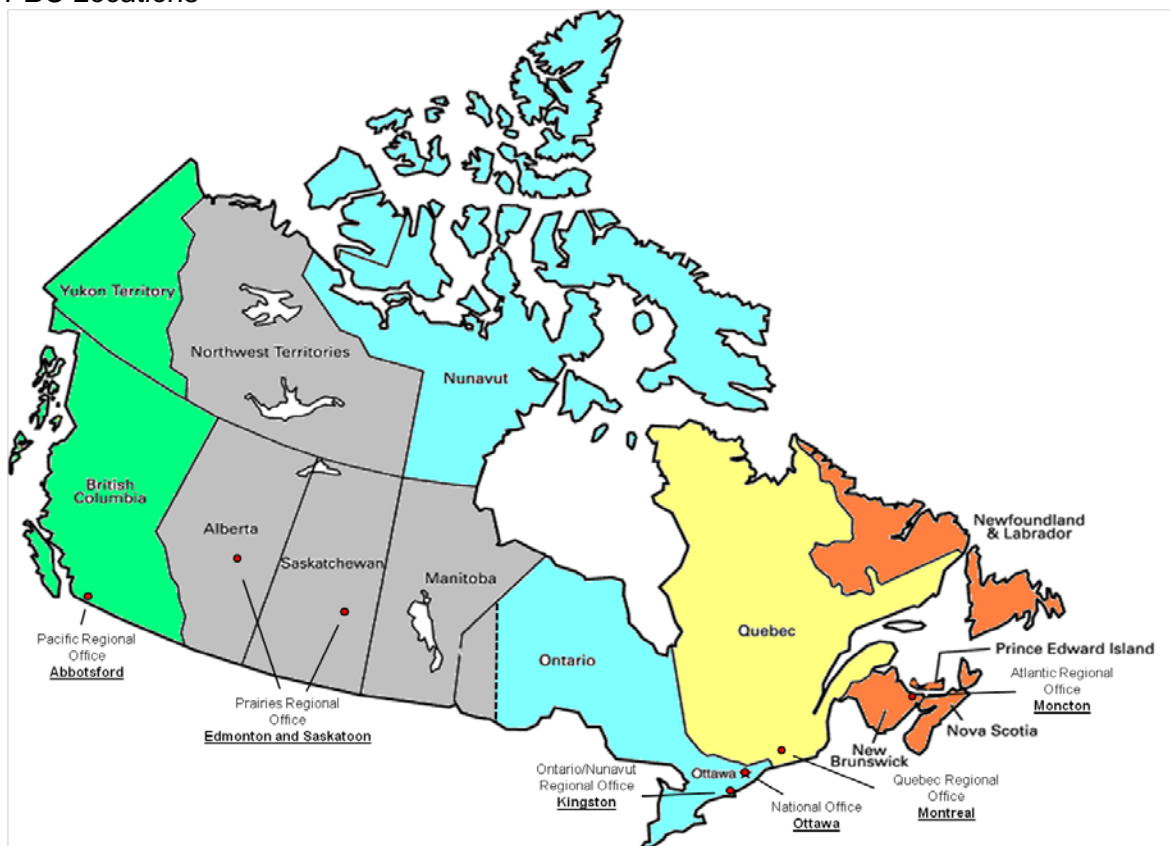 PBC Locations
Yukon Territory
Northwest Territories
Nunavut
British
Columbia
Alberta
Saskatchewan
Manitoba
Ontario
Quebec
Newfoundland
& Labrador
Prince Edward Island
Nova Scotia
New
Brunswick
Ottawa
Pacific Regional
Office
Abbotsford
Prairies Regional
Office
Edmonton and Saskatoon
Ontario/Nunavut
Regional Office
Kingston
National Office
Ottawa
Quebec Regional
Office
Montreal
Atlantic Regional
Office
Moncton